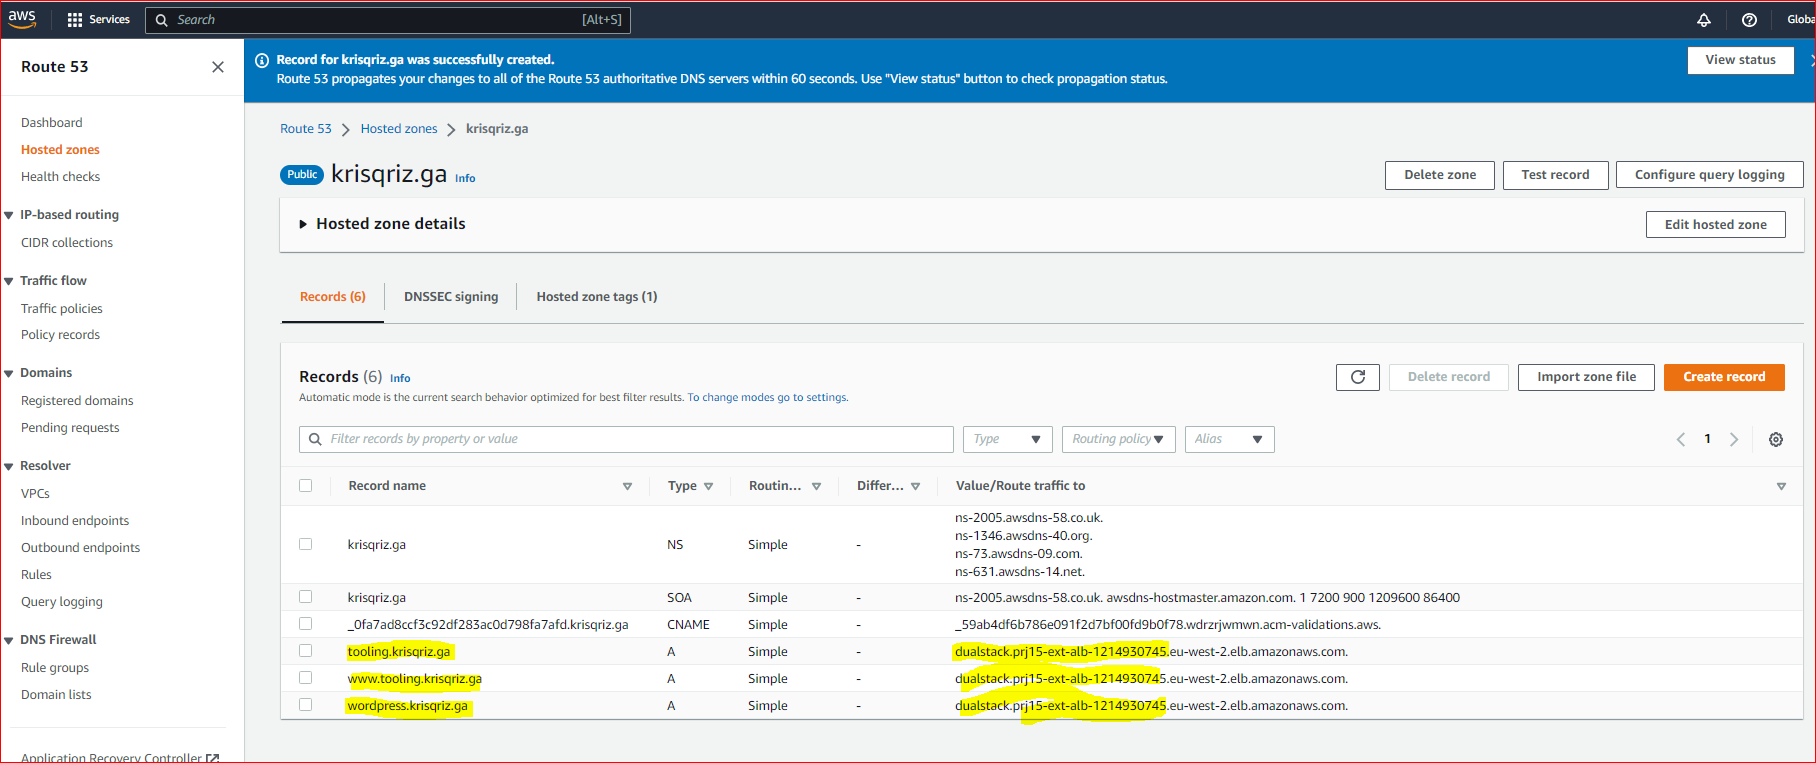 aws
Services
Search
[Alt+S]
Globa
Route 53
Record for krisqriz.ga was successfully created.
Route 53 propagates your changes to all of the Route 53 authoritative DNS servers within 60 seconds. Use "View status" button to check propagation status.
View status
Dashboard
Hosted zones
Health checks
IP-based routing
CIDR collections
Traffic flow
Traffic policies
Policy records
Domains
Registered domains
Pending requests
Resolver
VPCs
Inbound endpoints
Outbound endpoints
Rules
Query logging
DNS Firewall
Rule groups
Domain lists
Application Recovery Controller
Route 53 > Hosted zones > krisqriz.ga
Public krisqriz.ga Info
Delete zone
Test record
Configure query logging
Hosted zone details
Edit hosted zone
Records (6)
DNSSEC signing
Hosted zone tags (1)
Records (6) Info
Automatic mode is the current search behavior optimized for best filter results. To change modes go to settings.
Delete record
Import zone file
Create record
Filter records by property or value
Type
Routing policy
Alias
1
Record name Type Routin... Differ... Value/Route traffic to
krisqriz.ga NS Simple - ns-2005.awsdns-58.co.uk.
ns-1346.awsdns-40.org.
ns-73.awsdns-09.com.
ns-631.awsdns-14.net.
krisqriz.ga SOA Simple - ns-2005.awsdns-58.co.uk. awsdns-hostmaster.amazon.com. 1 7200 900 1209600 86400
_0fa7ad8ccf3c92df283ac0d798fa7afd.krisqriz.ga CNAME Simple - _59ab4df6b786e091f2d7bf00fd9b0f78.wdrzrjwmwn.acm-validations.aws.
tooling.krisqriz.ga A Simple - dualstack.prj15-ext-alb-1214930745.eu-west-2.elb.amazonaws.com.
www.tooling.krisqriz.ga A Simple - dualstack.prj15-ext-alb-1214930745.eu-west-2.elb.amazonaws.com.
wordpress.krisqriz.ga A Simple - dualstack.prj15-ext-alb-1214930745.eu-west-2.elb.amazonaws.com.